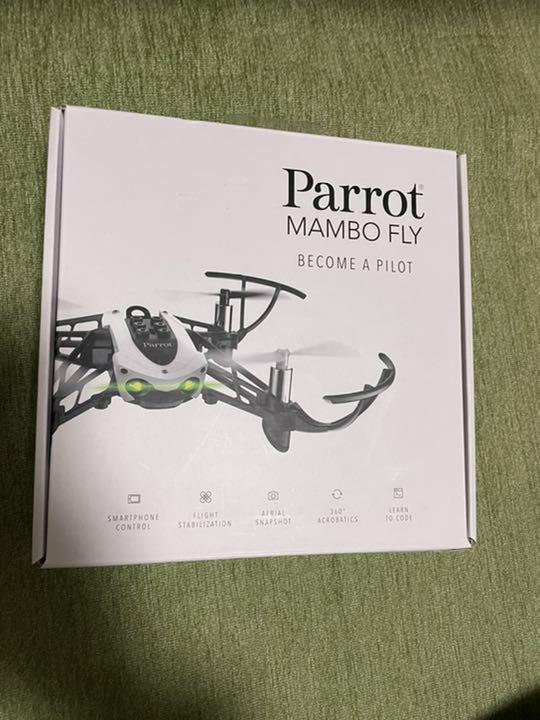 Parrot®
MAMBO FLY
BECOME A PILOT
Parrot
SMARTPHONE
CONTROL
FLIGHT
STABILIZATION
AERIAL
SNAPSHOT
360°
ACROBATICS
LEARN
TO CODE